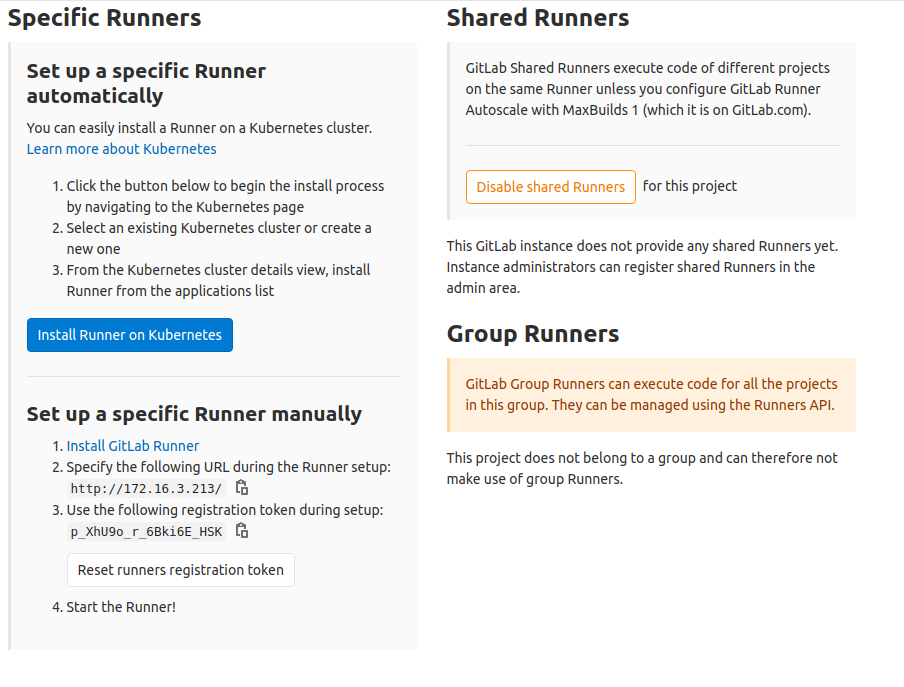 Specific Runners
Set up a specific Runner
automatically
You can easily install a Runner on a Kubernetes cluster.
Learn more about Kubernetes
1. Click the button below to begin the install process
by navigating to the Kubernetes page
2. Select an existing Kubernetes cluster or create a
new one
3. From the Kubernetes cluster details view, install
Runner from the applications list
Install Runner on Kubernetes
Set up a specific Runner manually
1. Install GitLab Runner
2. Specify the following URL during the Runner setup:
http://172.16.3.213/
3. Use the following registration token during setup:
p_XhU9o_r_6Bki6E_HSK
Reset runners registration token
4. Start the Runner!
Shared Runners
GitLab Shared Runners execute code of different projects
on the same Runner unless you configure GitLab Runner
Autoscale with MaxBuilds 1 (which it is on GitLab.com).
Disable shared Runners for this project
This GitLab instance does not provide any shared Runners yet.
Instance administrators can register shared Runners in the
admin area.
Group Runners
GitLab Group Runners can execute code for all the projects
in this group. They can be managed using the Runners API.
This project does not belong to a group and can therefore not
make use of group Runners.